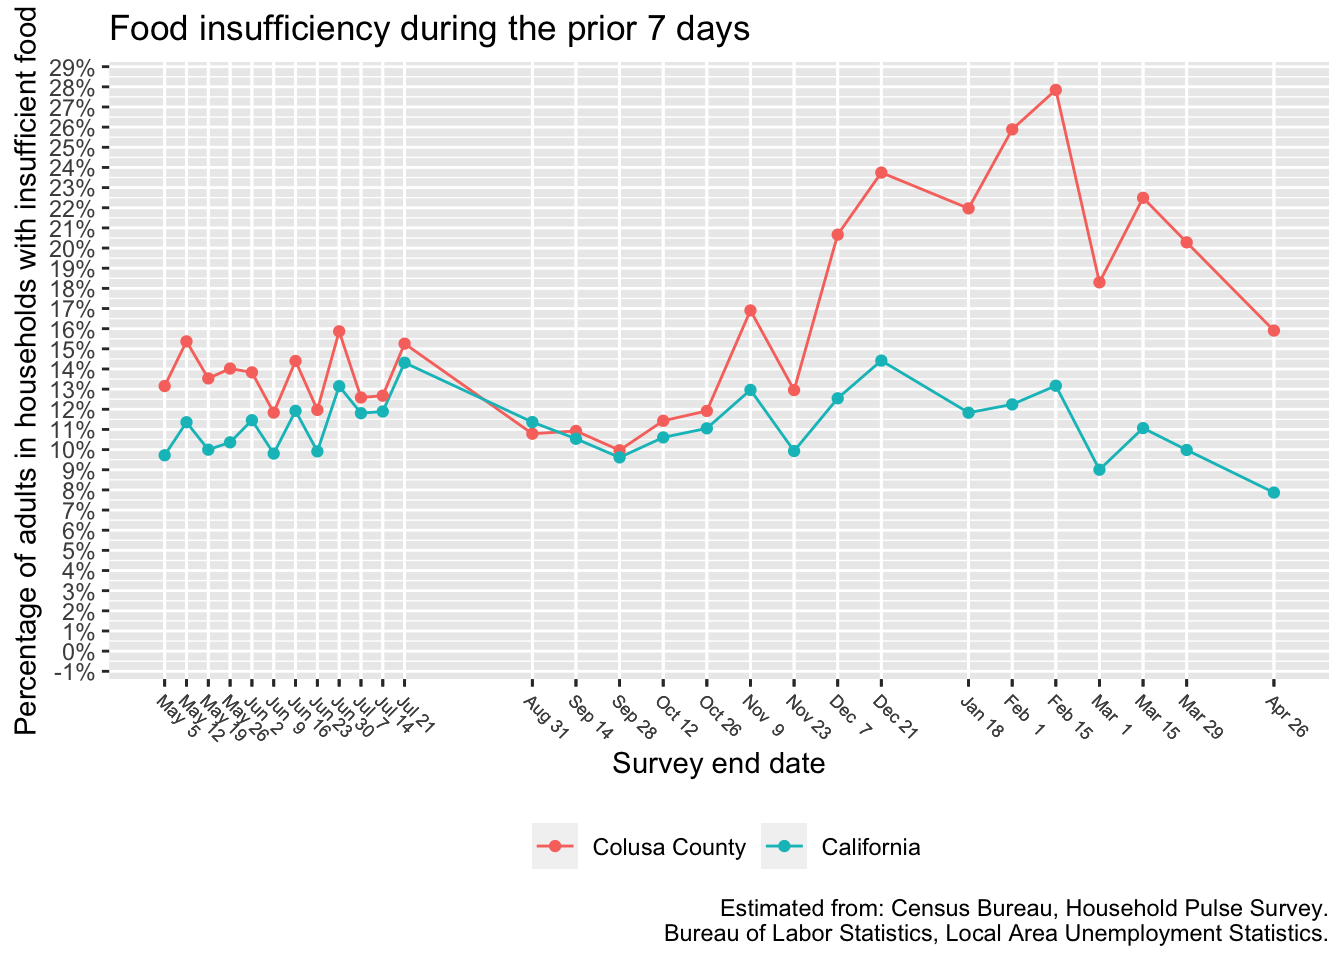 Food insufficiency during the prior 7 days
Percentage of adults in households with insufficient food
29%
28%
27%
26%
25%
24%
23%
22%
21%
20%
19%
18%
17%
16%
15%
14%
13%
12%
11%
10%
9%
8%
7%
6%
5%
4%
3%
2%
1%
0%
-1%
May 5
May 12
May 19
May 26
Jun 2
Jun 9
Jun 16
Jun 23
Jun 30
Jul 7
Jul 14
Jul 21
Aug 31
Sep 14
Sep 28
Oct 12
Oct 26
Nov 9
Nov 23
Dec 7
Dec 21
Jan 18
Feb 1
Feb 15
Mar 1
Mar 15
Mar 29
Apr 26
Survey end date
Colusa County
California
Estimated from: Census Bureau, Household Pulse Survey.
Bureau of Labor Statistics, Local Area Unemployment Statistics.